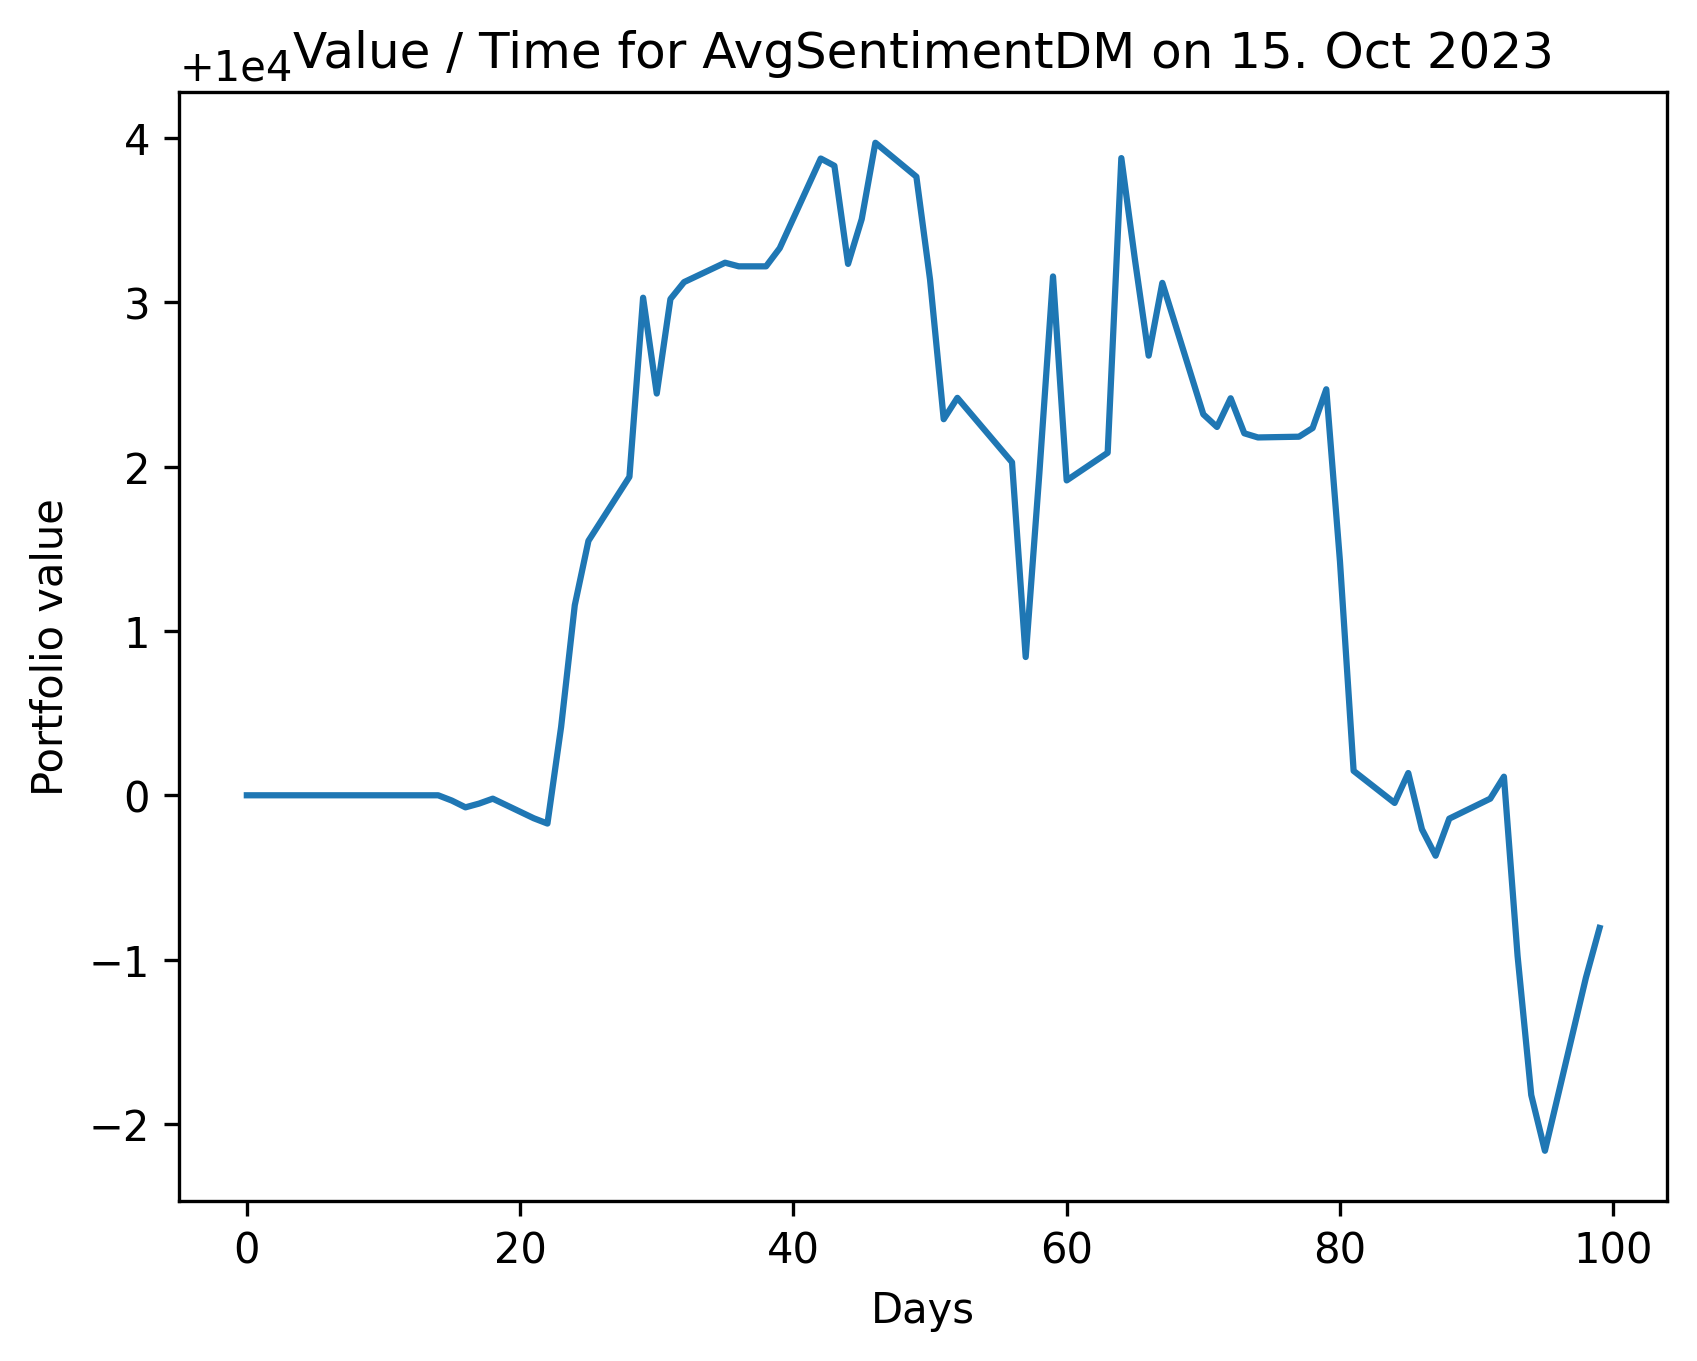 Value / Time for AvgSentimentDM on 15. Oct 2023
+1e4
4
3
2
1
0
−1
−2
Portfolio value
0 20 40 60 80 100
Days